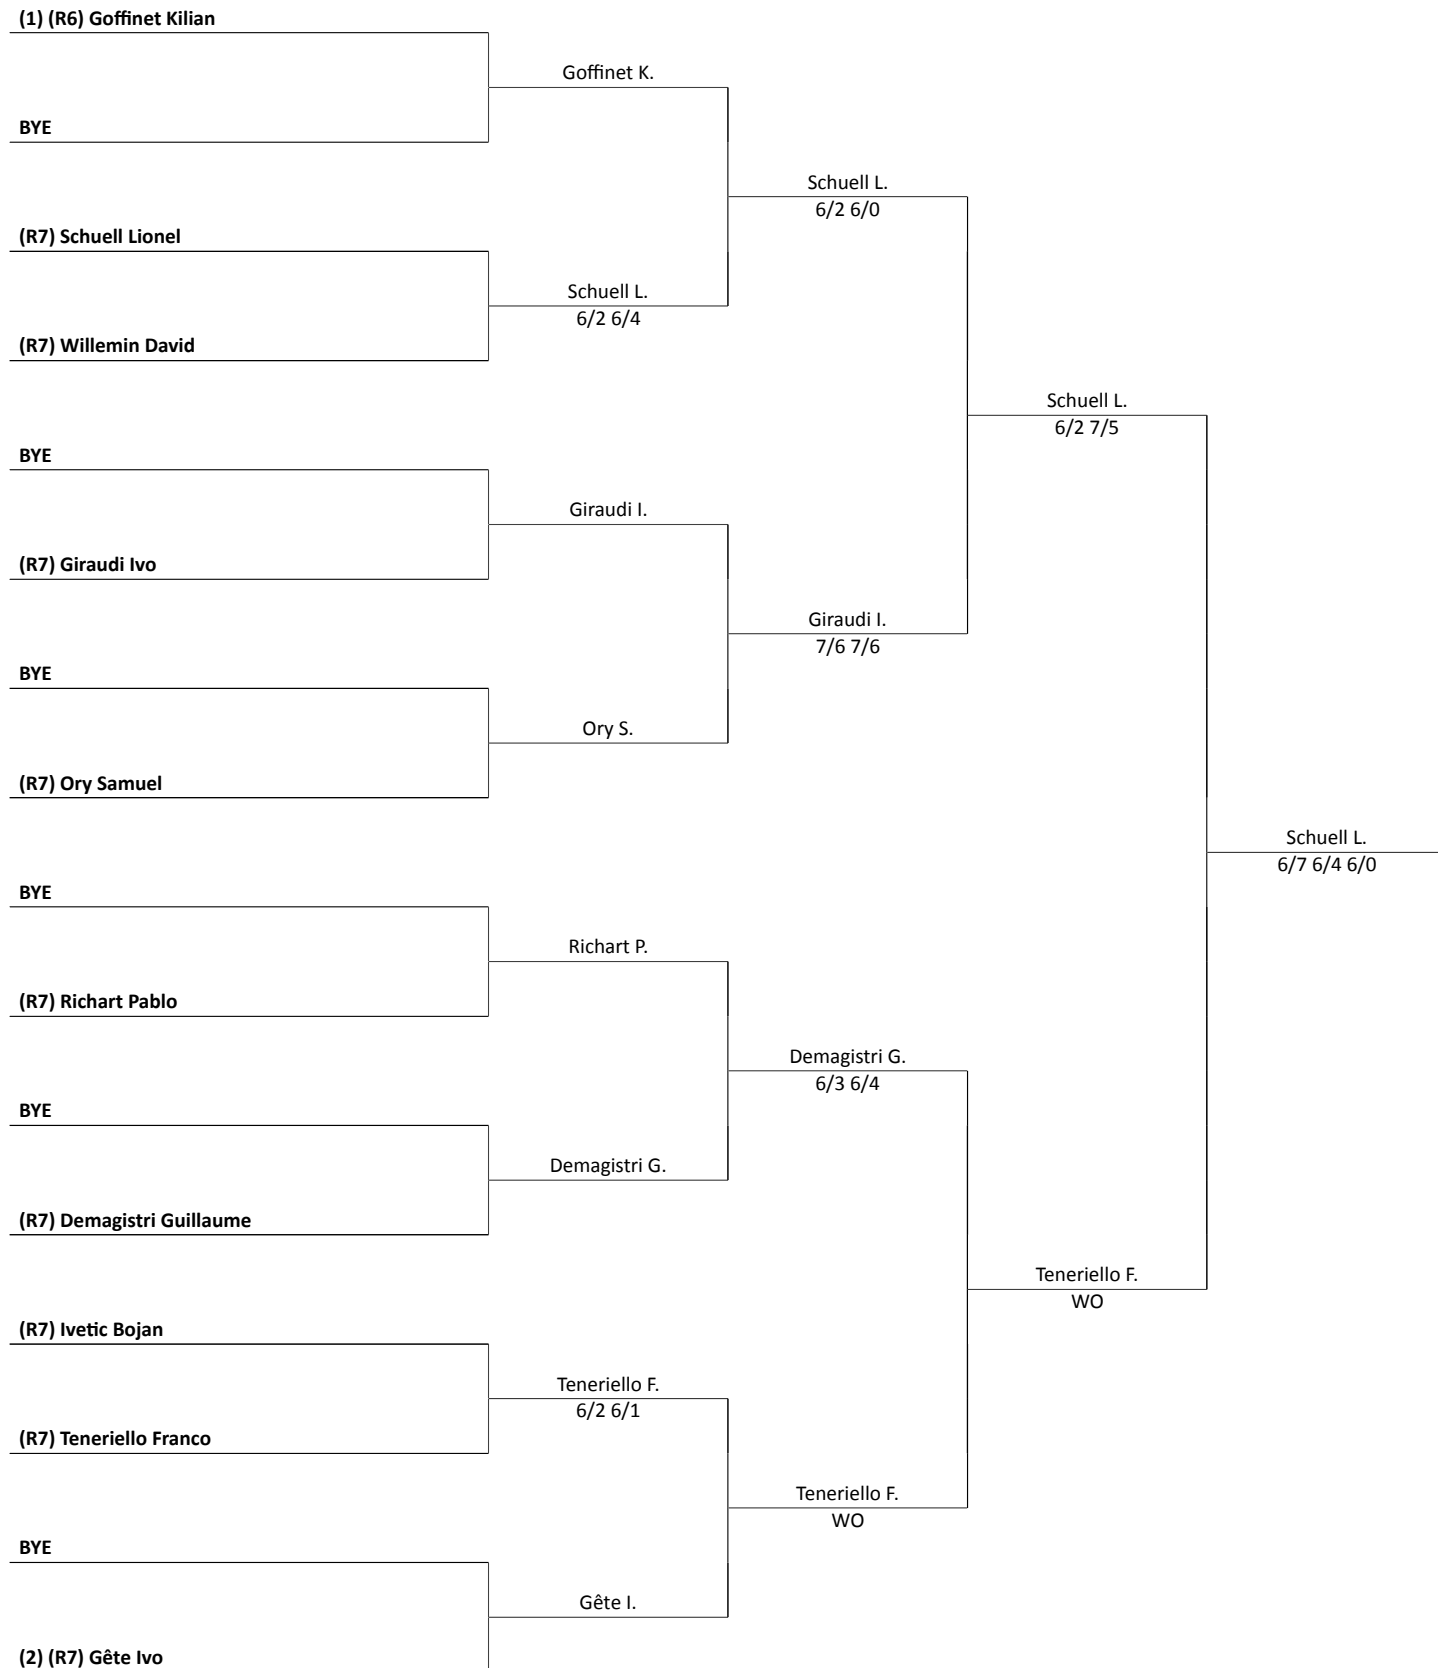 (1) (R6) Goffinet Kilian
Goffinet K.
BYE
Schuell L.
6/2 6/0
(R7) Schuell Lionel
Schuell L.
6/2 6/4
(R7) Willemin David
Schuell L.
6/2 7/5
BYE
Giraudi I.
(R7) Giraudi Ivo
Giraudi I.
7/6 7/6
BYE
Ory S.
(R7) Ory Samuel
Schuell L.
6/7 6/4 6/0
BYE
Richart P.
(R7) Richart Pablo
Demagistri G.
6/3 6/4
BYE
Demagistri G.
(R7) Demagistri Guillaume
Teneriello F.
WO
(R7) Ivetic Bojan
Teneriello F.
6/2 6/1
(R7) Teneriello Franco
Teneriello F.
WO
BYE
Gête I.
(2) (R7) Gête Ivo